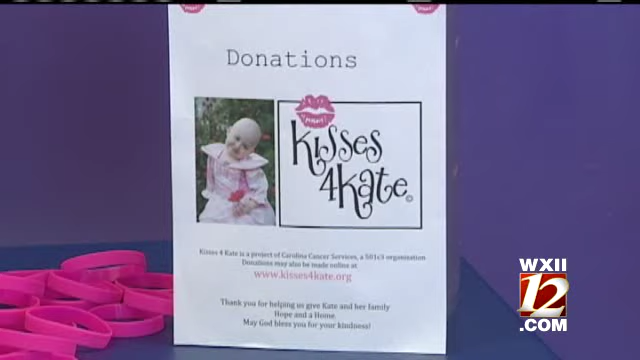 Donations
kisses
4kate
Kisses 4 Kate is a project of Carolina Cancer Services, a 501c3 organization
Donations may also be made online at
www.kisses4kate.org
Thank you for helping us give Kate and her family
Hope and a Home.
May God bless you for your kindness!
WXII
12
.COM